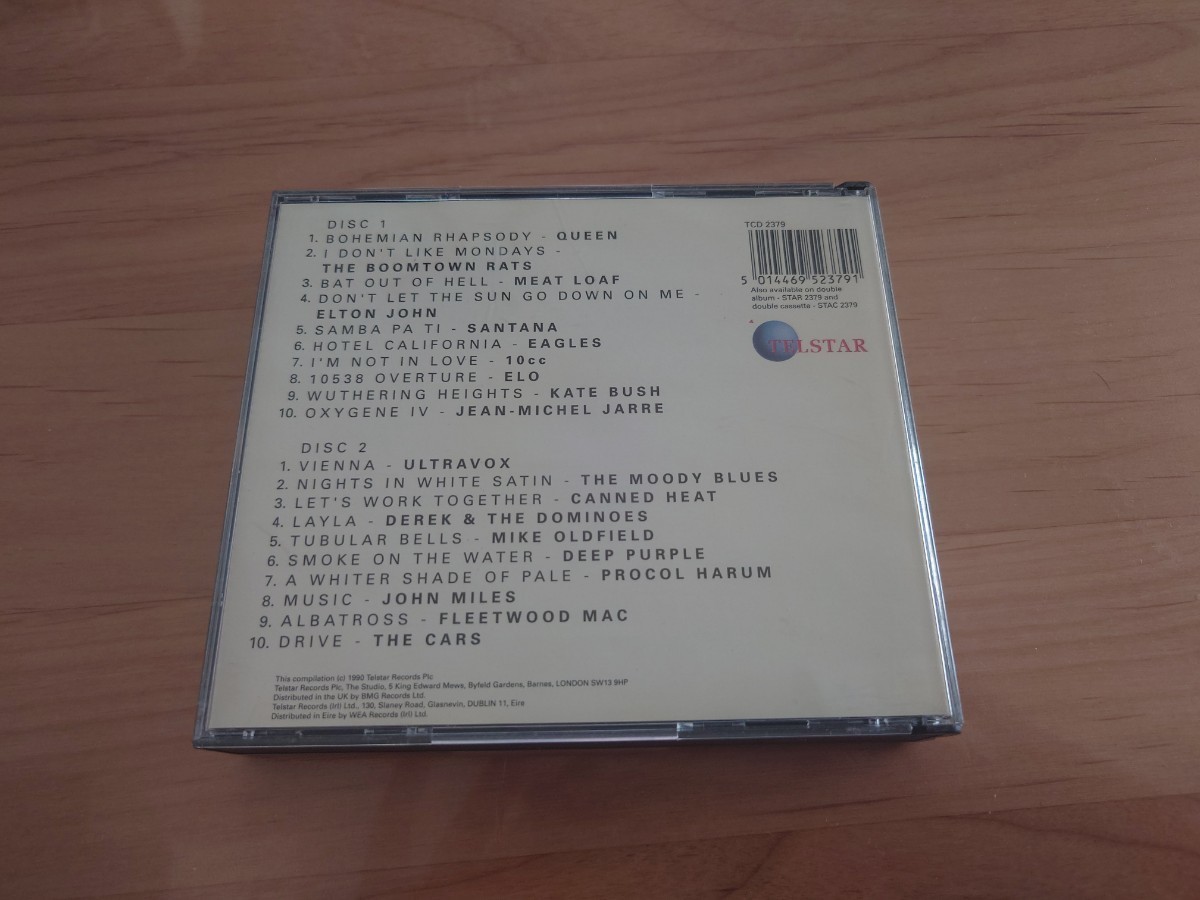 DISC 1
1. BOHEMIAN RHAPSODY - QUEEN
2. I DON'T LIKE MONDAYS -
THE BOOMTOWN RATS
3. BAT OUT OF HELL - MEAT LOAF
4. DON'T LET THE SUN GO DOWN ON ME -
ELTON JOHN
5. SAMBA PA TI - SANTANA
6. HOTEL CALIFORNIA - EAGLES
7. I'M NOT IN LOVE - 10cc
8. 10538 OVERTURE - ELO
9. WUTHERING HEIGHTS - KATE BUSH
10. OXYGENE IV - JEAN-MICHEL JARRE
DISC 2
1. VIENNA - ULTRAVOX
2. NIGHTS IN WHITE SATIN - THE MOODY BLUES
3. LET'S WORK TOGETHER - CANNED HEAT
4. LAYLA - DEREK & THE DOMINOES
5. TUBULAR BELLS - MIKE OLDFIELD
6. SMOKE ON THE WATER - DEEP PURPLE
7. A WHITER SHADE OF PALE - PROCOL HARUM
8. MUSIC - JOHN MILES
9. ALBATROSS - FLEETWOOD MAC
10. DRIVE - THE CARS
TCD 2379
5 014469 523791
Also available on double
album - STAR 2379 and
double cassette - STAC 2379
TELSTAR
This compilation (c) 1990 Telstar Records Plc
Telstar Records Plc, The Studio, 5 King Edward Mews, Byfeld Gardens, Barnes, LONDON SW13 9HP
Distributed in the UK by BMG Records Ltd.
Telstar Records (Irl) Ltd., 130, Slaney Road, Glasnevin, DUBLIN 11, Eire
Distributed in Eire by WEA Records (Irl) Ltd.